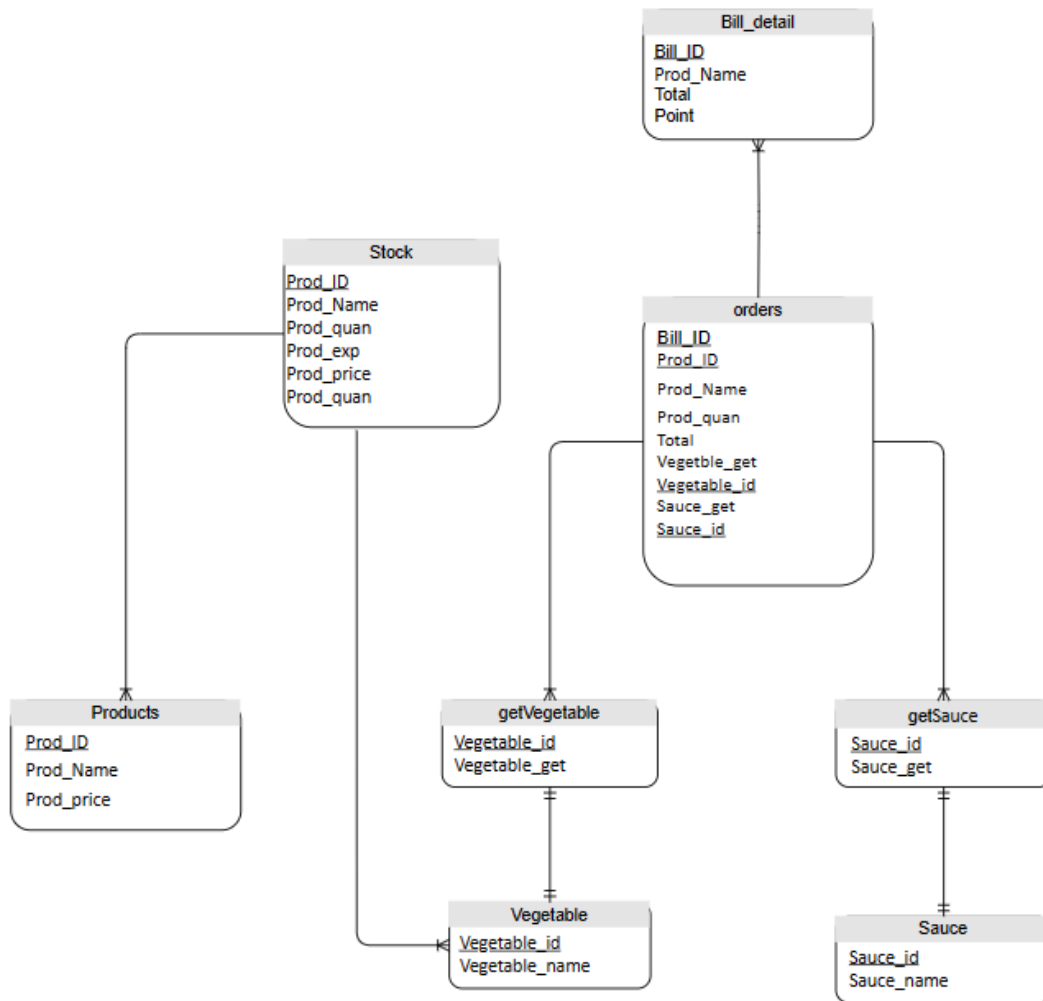 Bill_detail
Bill_ID
Prod_Name
Total
Point
Stock
Prod_ID
Prod_Name
Prod_quan
Prod_exp
Prod_price
Prod_quan
orders
Bill_ID
Prod_ID
Prod_Name
Prod_quan
Total
Vegetble_get
Vegetable_id
Sauce_get
Sauce_id
Products
Prod_ID
Prod_Name
Prod_price
getVegetable
Vegetable_id
Vegetable_get
getSauce
Sauce_id
Sauce_get
Vegetable
Vegetable_id
Vegetable_name
Sauce
Sauce_id
Sauce_name